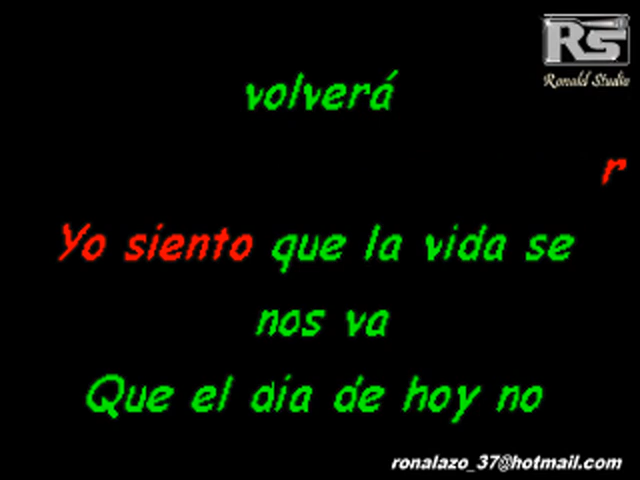 RS
Ronald Studio
volverá
r
Yo siento que la vida se
nos va
Que el dia de hoy no
ronalazo_37@hotmail.com